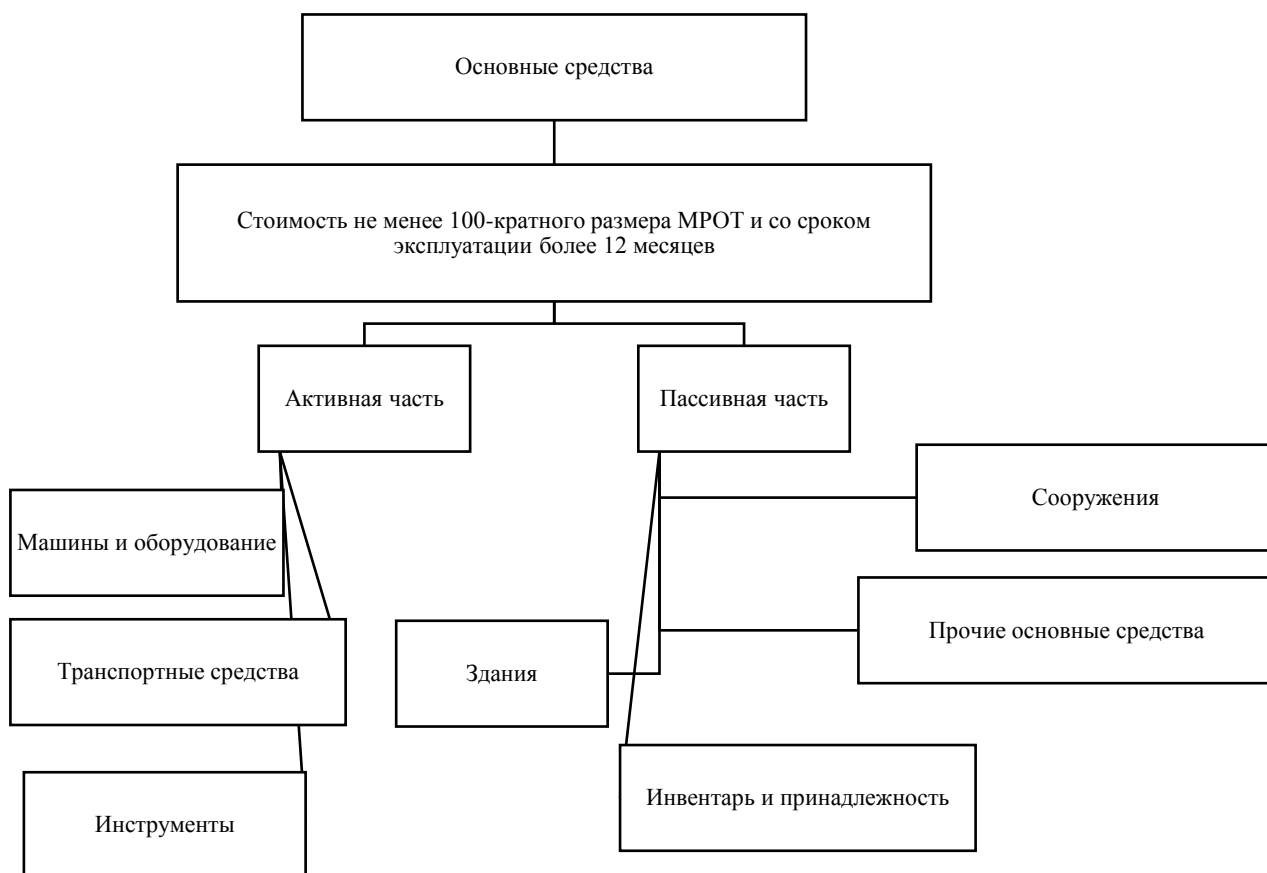 Основные средства
Стоимость не менее 100-кратного размера МРОТ и со сроком
эксплуатации более 12 месяцев
Активная часть
Пассивная часть
Сооружения
Машины и оборудование
Прочие основные средства
Транспортные средства
Здания
Инвентарь и принадлежность
Инструменты